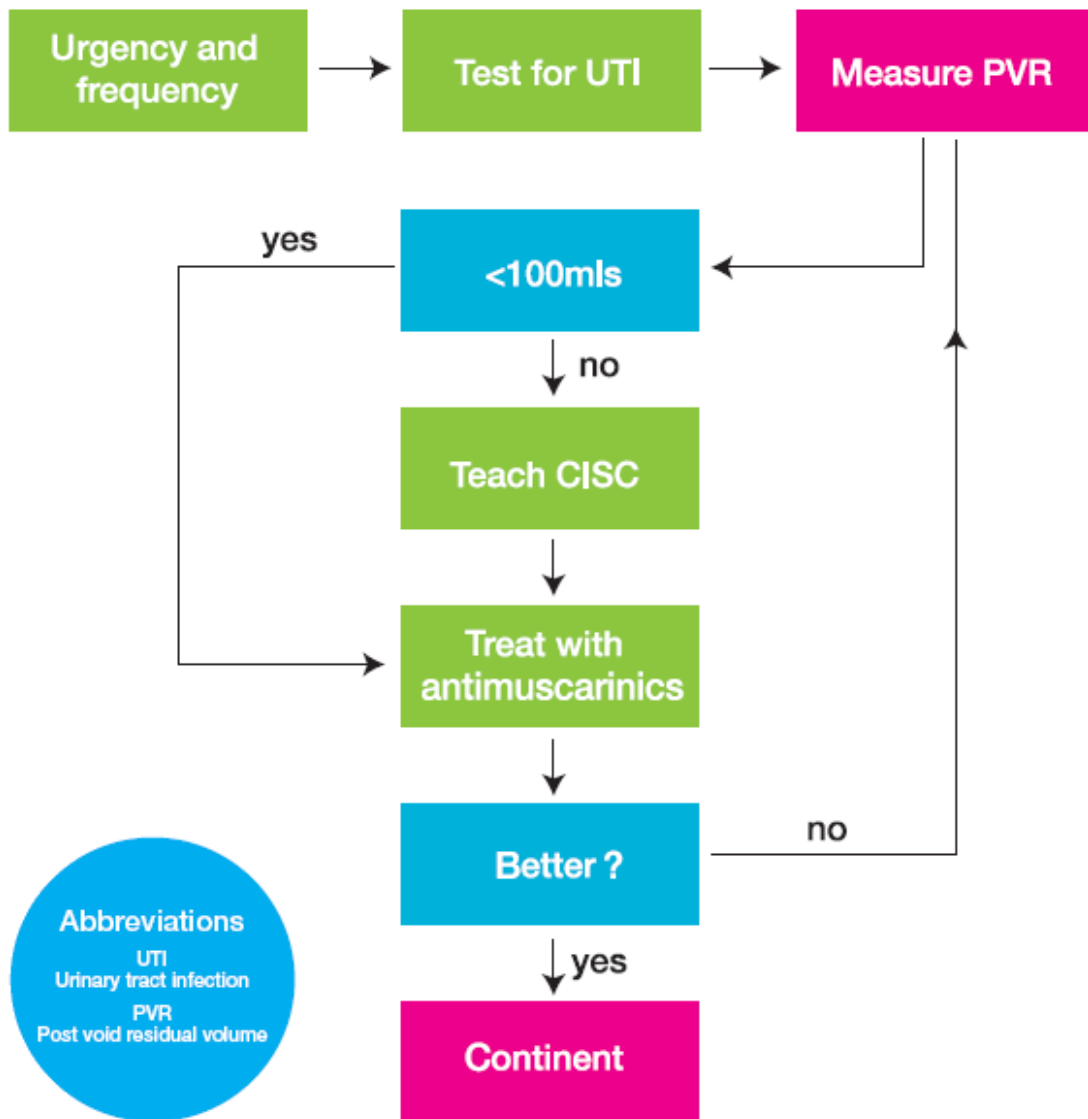 Urgency and
frequency
Test for UTI
Measure PVR
yes
<100mls
no
Teach CISC
Treat with
antimuscarinics
Better ?
no
yes
Continent
Abbreviations
UTI
Urinary tract infection
PVR
Post void residual volume